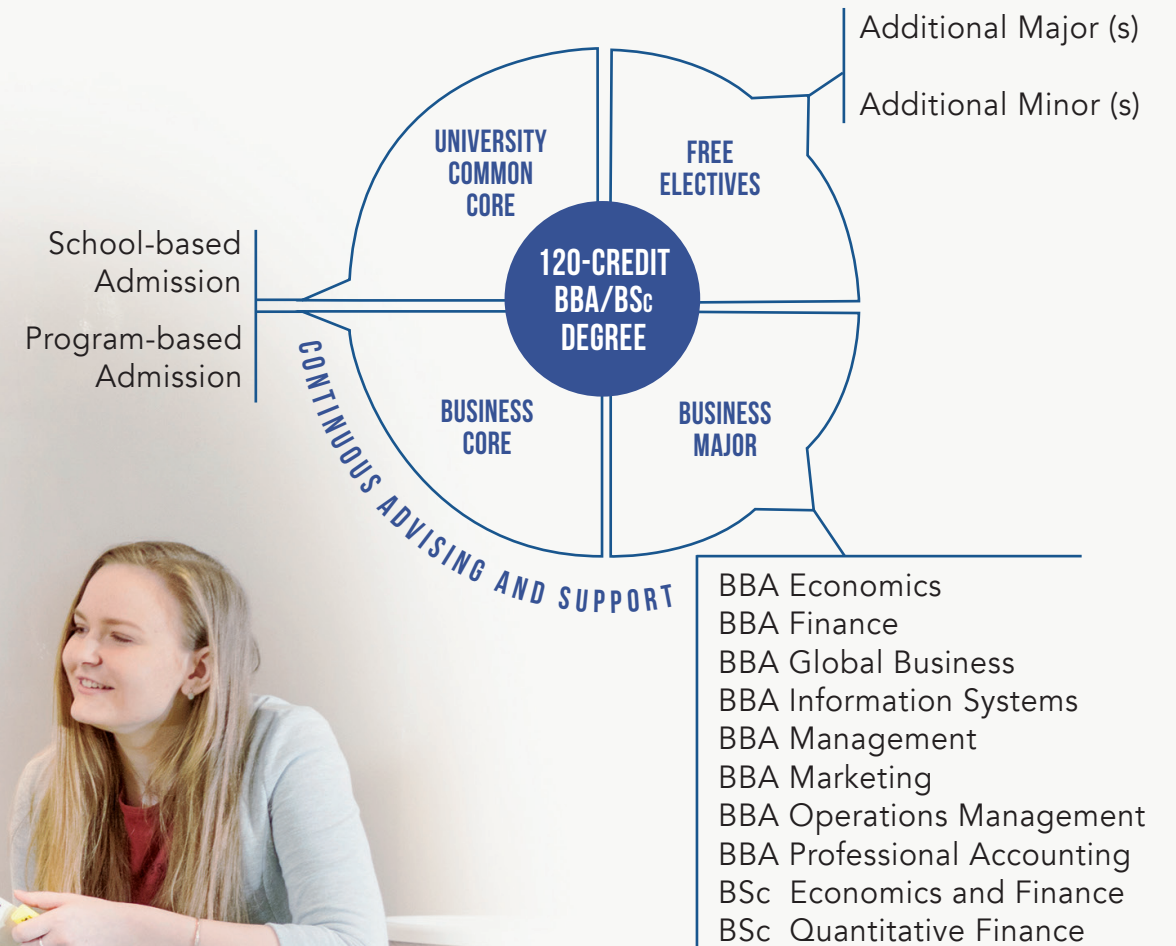 Additional Major (s)
Additional Minor (s)
UNIVERSITY
COMMON
CORE
FREE
ELECTIVES
School-based
Admission
Program-based
Admission
120-CREDIT
BBA/BSc
DEGREE
BUSINESS
CORE
BUSINESS
MAJOR
CONTINUOUS ADVISING AND SUPPORT
BBA Economics
BBA Finance
BBA Global Business
BBA Information Systems
BBA Management
BBA Marketing
BBA Operations Management
BBA Professional Accounting
BSc Economics and Finance
BSc Quantitative Finance